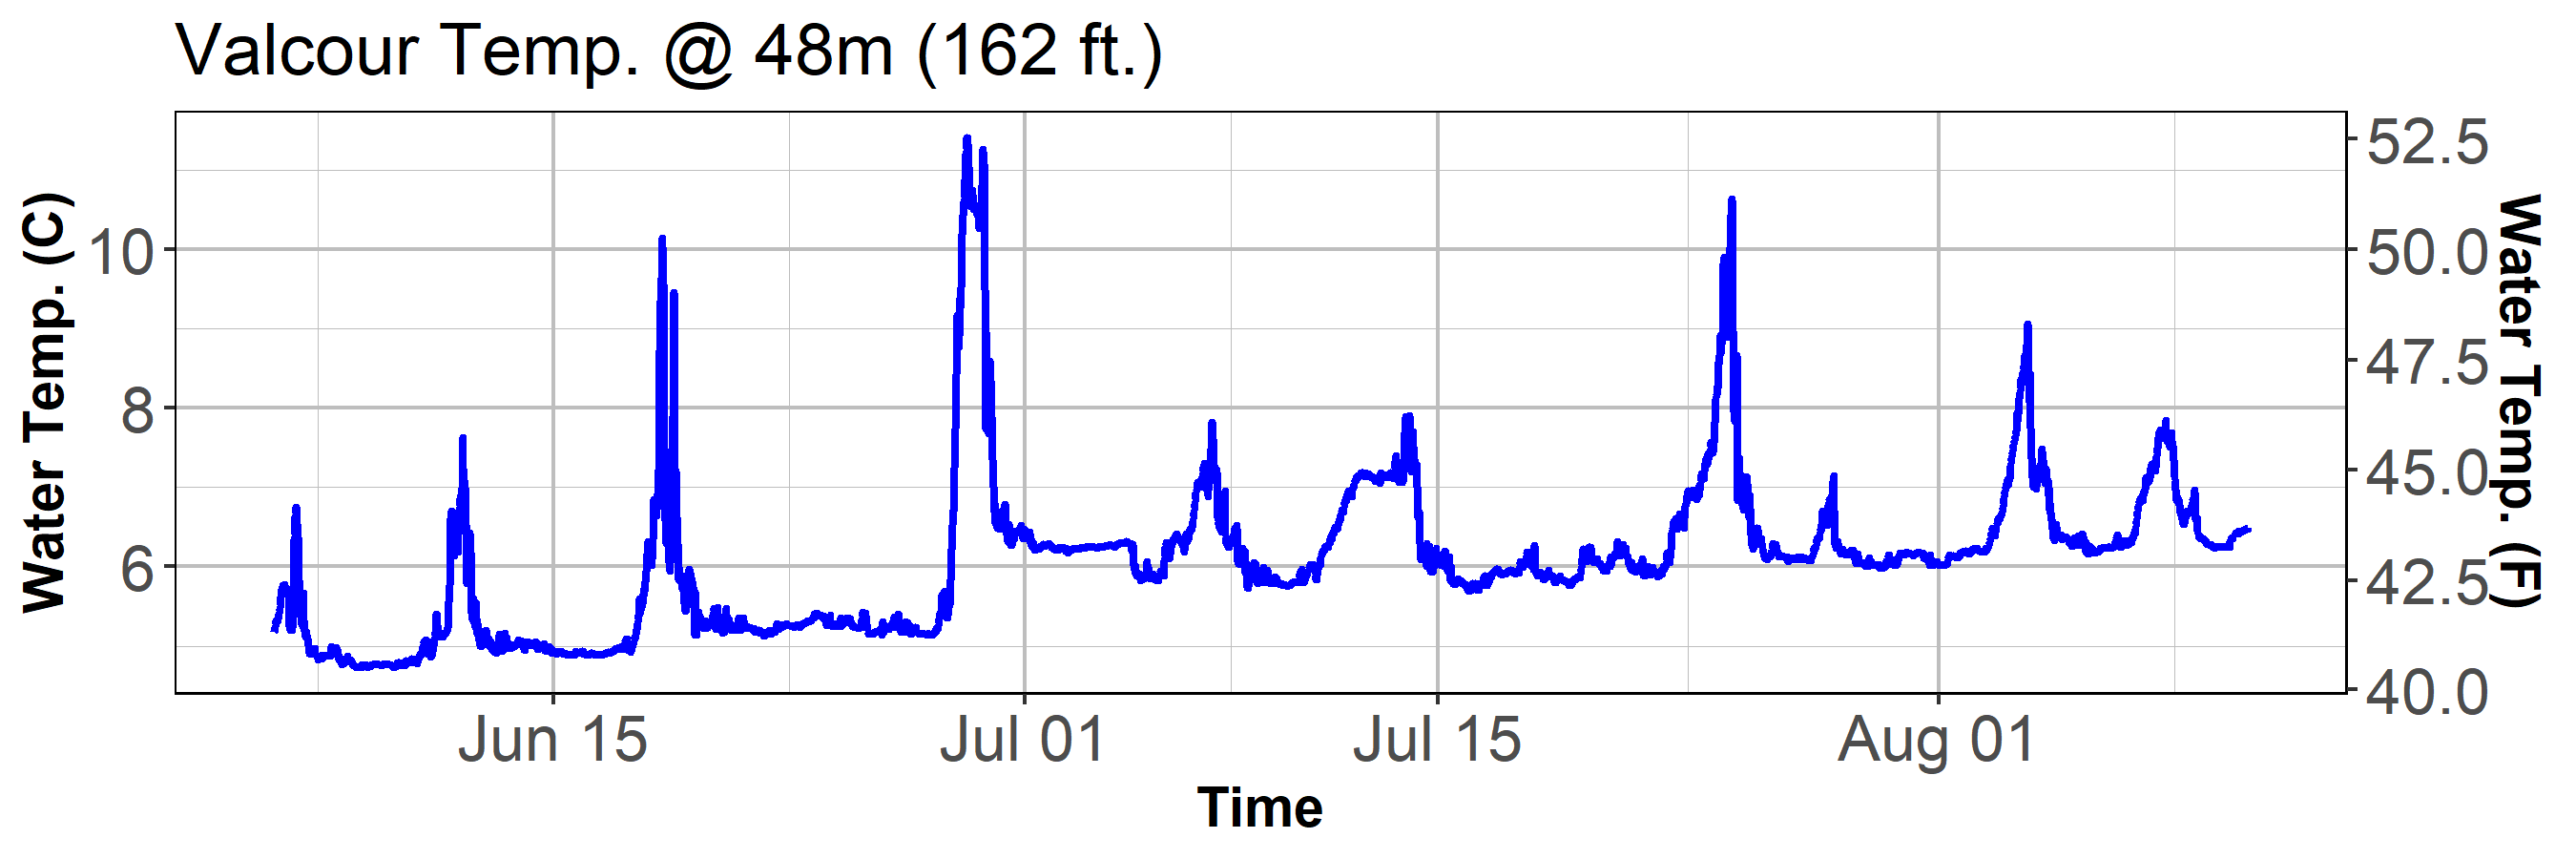 Valcour Temp. @ 48m (162 ft.)
Water Temp. (C)
10
8
6
52.5
50.0
47.5
45.0
42.5
40.0
Water Temp. (F)
Jun 15
Jul 01
Jul 15
Aug 01
Time